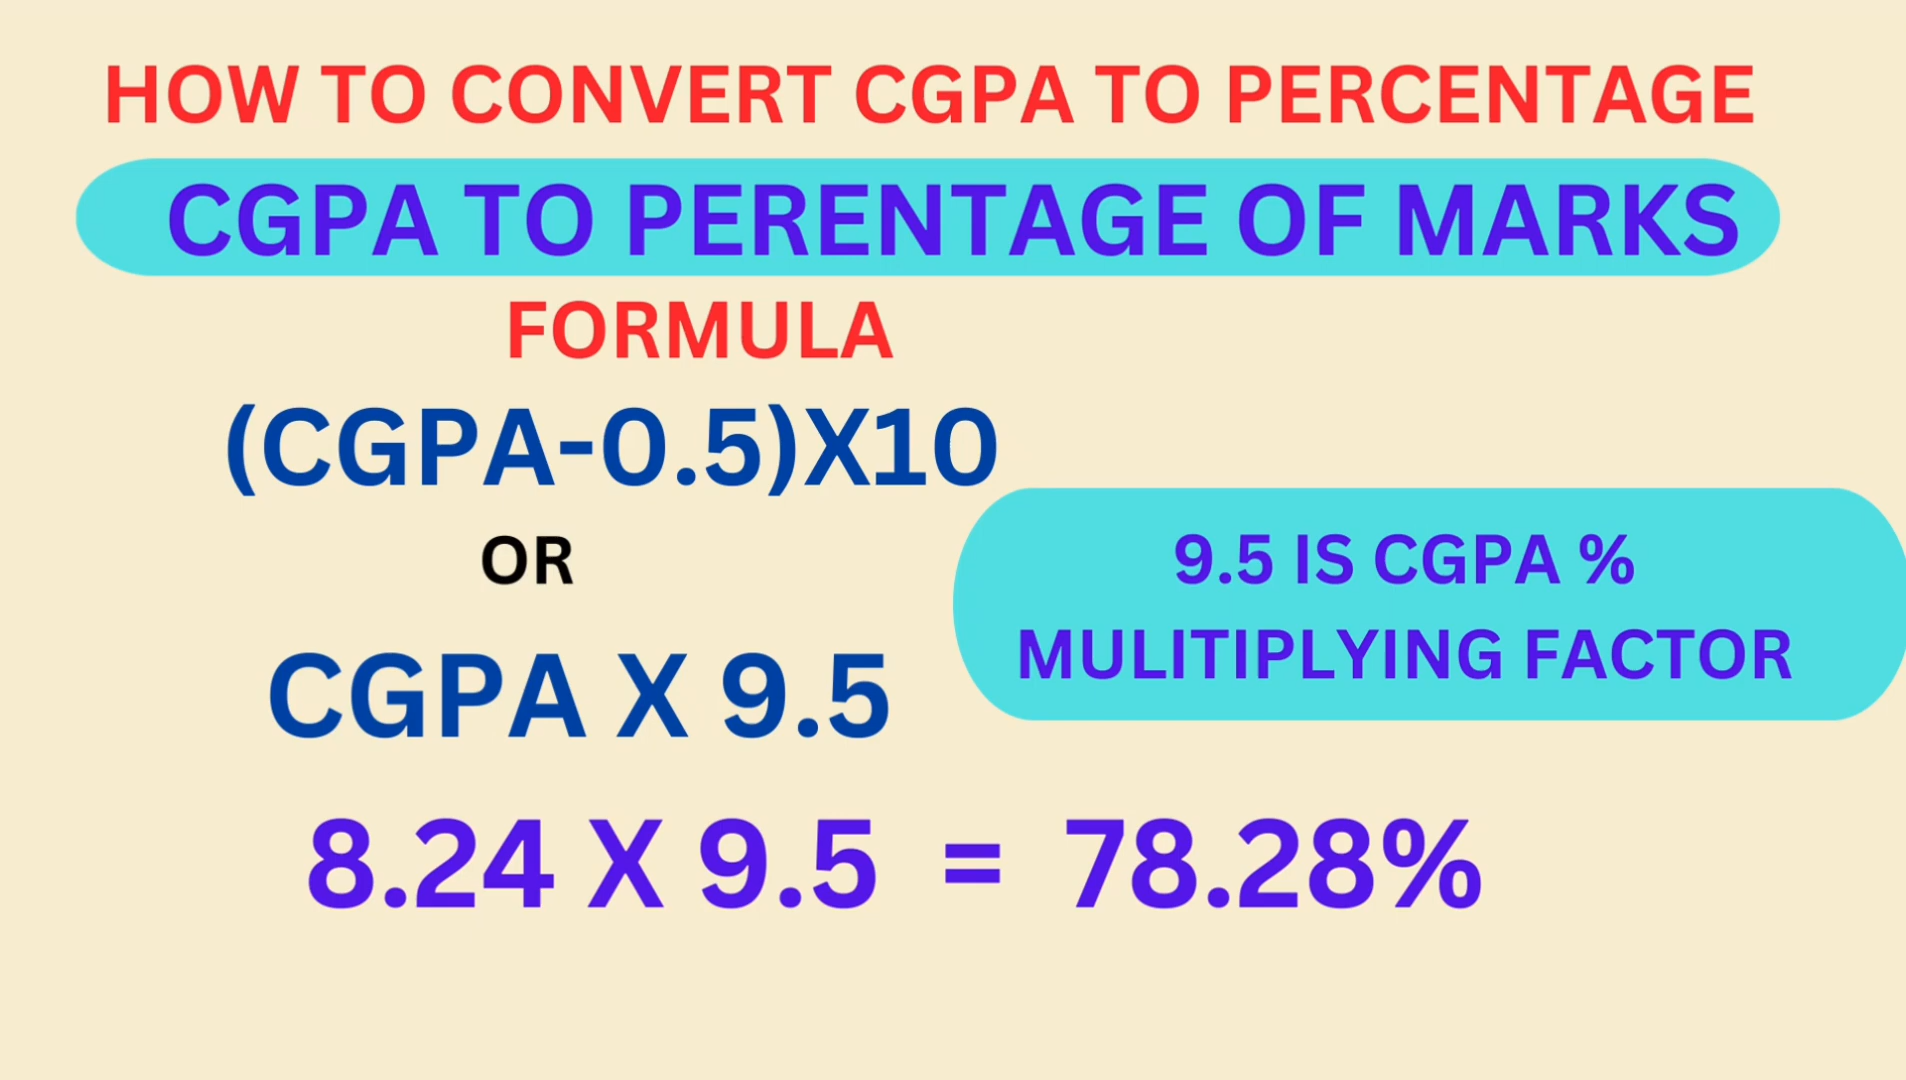 HOW TO CONVERT CGPA TO PERCENTAGE
CGPA TO PERENTAGE OF MARKS
FORMULA
(CGPA-0.5)X10
OR
CGPA X 9.5
9.5 IS CGPA %
MULITIPLYING FACTOR
8.24 X 9.5 = 78.28%